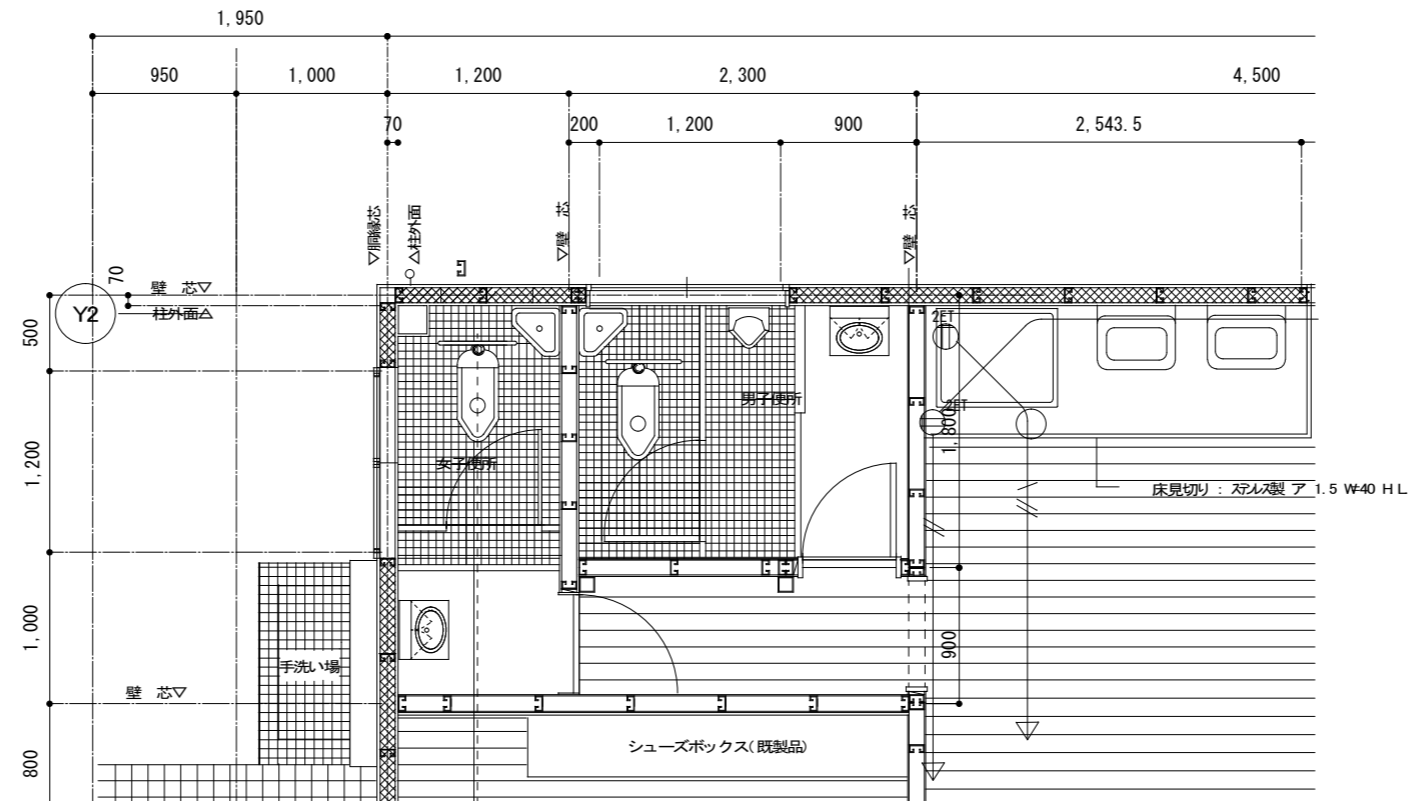 1,950
950
1,000
1,200
2,300
4,500
70
200
1,200
900
2,543.5
▽胴縁芯
△柱外面
▽壁 芯
▽壁 芯
70
壁 芯▽
Y2
柱外面△
500
2ET
2ET
男子便所
1,800
女子便所
1,200
床見切り : ステンレス製 ア 1.5 W=40 HL
1,000
900
手洗い場
壁 芯▽
シューズボックス(既製品)
800